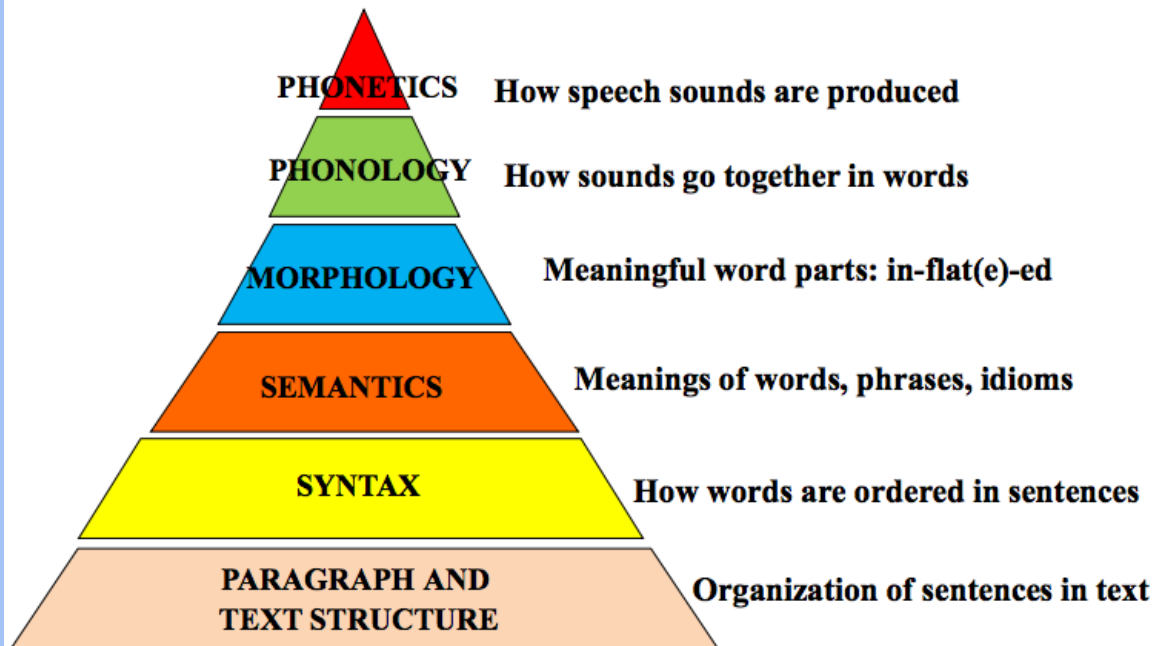 PHONETICS How speech sounds are produced
PHONOLOGY How sounds go together in words
MORPHOLOGY Meaningful word parts: in-flat(e)-ed
SEMANTICS Meanings of words, phrases, idioms
SYNTAX How words are ordered in sentences
PARAGRAPH AND
TEXT STRUCTURE
Organization of sentences in text